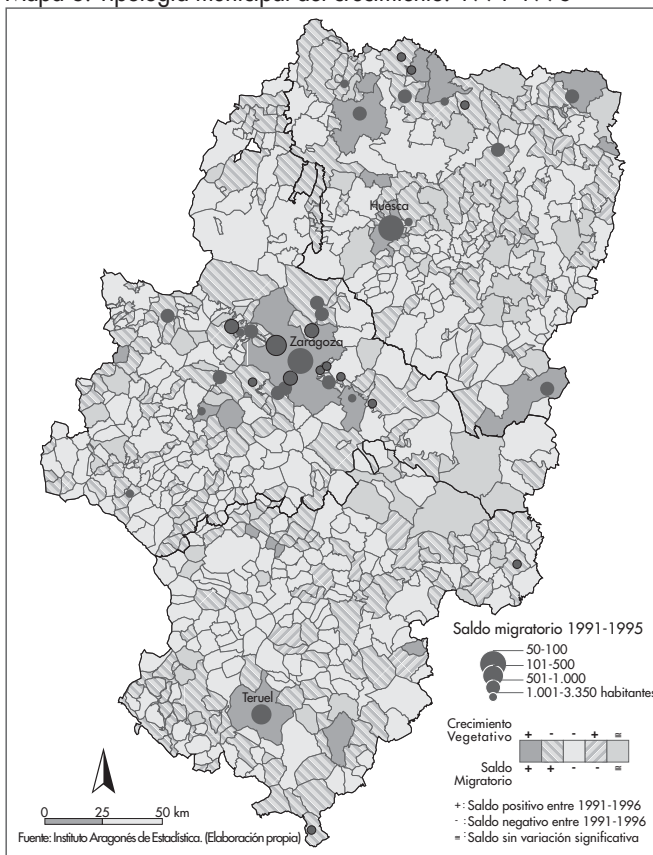 Mapa 3. Tipología municipal del crecimiento. 1991-1996
Huesca
Zaragoza
Teruel
Saldo migratorio 1991-1995
50-100
101-500
501-1.000
1.001-3.350 habitantes
Crecimiento
Vegetativo
+ - - + ≅
Saldo
Migratorio
+ + - - ≅
+ : Saldo positivo entre 1991-1996
- : Saldo negativo entre 1991-1996
= : Saldo sin variación significativa
0 25 50 km
Fuente: Instituto Aragonés de Estadística. (Elaboración propia)